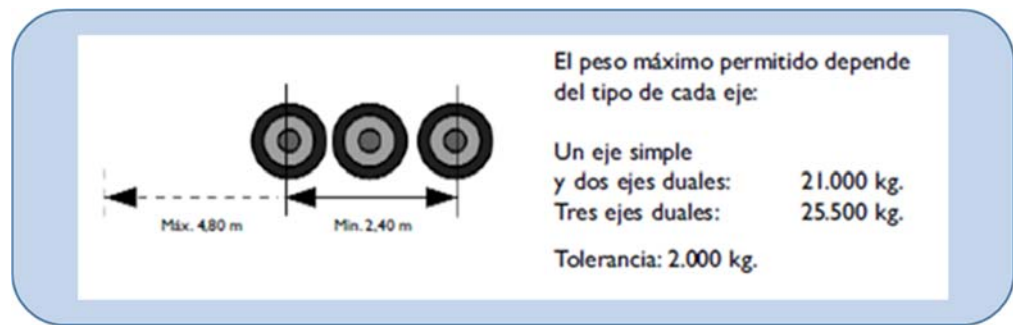 El peso máximo permitido depende
del tipo de cada eje:
Un eje simple
y dos ejes duales: 21.000 kg.
Tres ejes duales: 25.500 kg.
Tolerancia: 2.000 kg.
Máx. 4,80 m
Min. 2,40 m